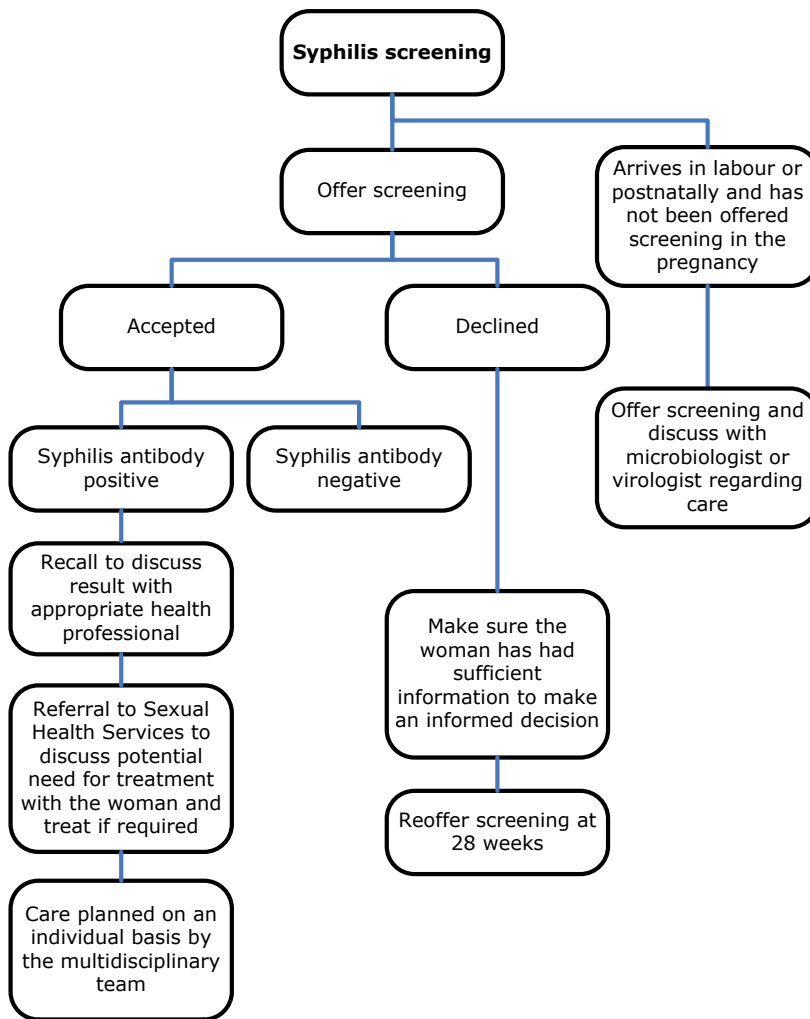 Syphilis screening
Offer screening
Arrives in labour or
postnatally and has
not been offered
screening in the
pregnancy
Accepted
Declined
Offer screening and
discuss with
microbiologist or
virologist regarding
care
Syphilis antibody
positive
Syphilis antibody
negative
Recall to discuss
result with
appropriate health
professional
Make sure the
woman has had
sufficient
information to make
an informed decision
Referral to Sexual
Health Services to
discuss potential
need for treatment
with the woman and
treat if required
Reoffer screening at
28 weeks
Care planned on an
individual basis by
the multidisciplinary
team